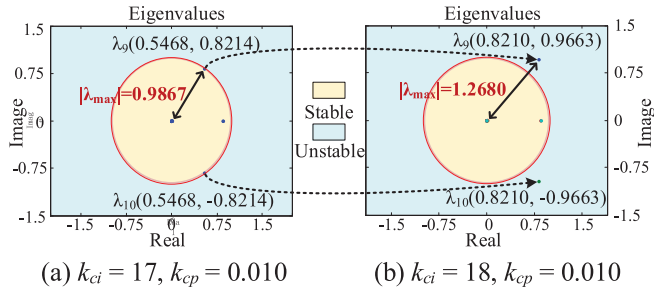 Eigenvalues
1.5
0.75
0
-0.75
-1.5
Image
λ9(0.5468, 0.8214)
|λmax|=0.9867
λ10(0.5468, -0.8214)
-1.5 -0.75 0 0.75 1.5
Real
Stable
Unstable
Eigenvalues
1.5
0.75
0
-0.75
-1.5
Image
λ9(0.8210, 0.9663)
|λmax|=1.2680
λ10(0.8210, -0.9663)
-1.5 -0.75 0 0.75 1.5
Real
(a) kci = 17, kcp = 0.010
(b) kci = 18, kcp = 0.010